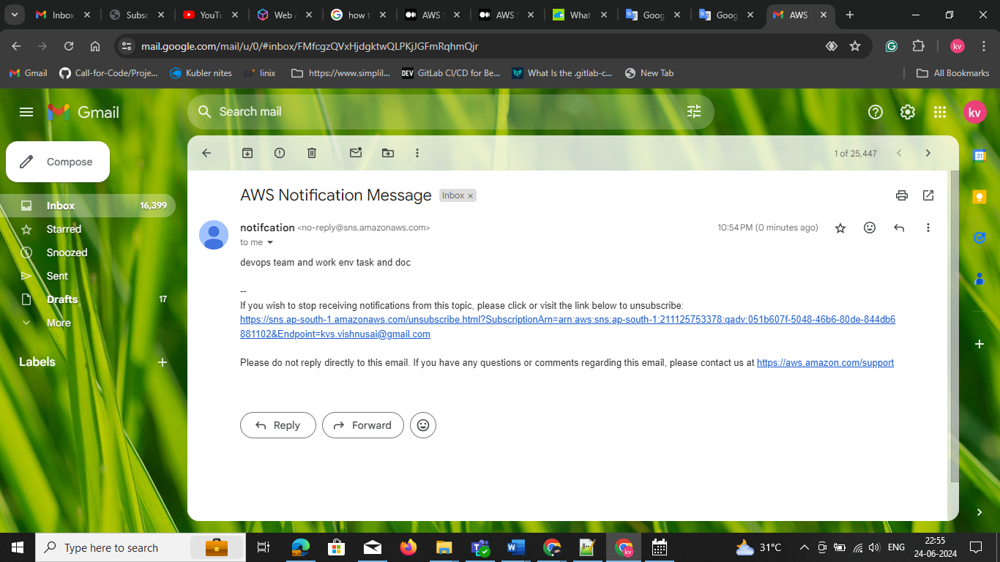 Inbox
Subsc
YouTu
Web A
how t
AWS S
AWS S
What
Goog
Goog
AWS
mail.google.com/mail/u/0/#inbox/FMfcgzQVxHjdgktwQLPKjJGFmRqhmQjr
kv
Gmail
Call-for-Code/Proje...
Kubler nites
linix
https://www.simplil...
DEV GitLab CI/CD for Be...
What Is the .gitlab-c...
New Tab
All Bookmarks
Gmail
Search mail
kv
Compose
1 of 25,447
31
Inbox 16,399
Starred
Snoozed
Sent
Drafts 17
More
Labels
AWS Notification Message Inbox
notifcation <no-reply@sns.amazonaws.com> 10:54 PM (0 minutes ago)
to me
devops team and work env task and doc
--
If you wish to stop receiving notifications from this topic, please click or visit the link below to unsubscribe:
https://sns.ap-south-1.amazonaws.com/unsubscribe.html?SubscriptionArn=arn:aws:sns:ap-south-1:211125753378:qadv:051b607f-5048-46b6-80de-844db6
881102&Endpoint=kvs.vishnusai@gmail.com
Please do not reply directly to this email. If you have any questions or comments regarding this email, please contact us at https://aws.amazon.com/support
Reply
Forward
Type here to search
kv
31°C
ENG
22:55
24-06-2024